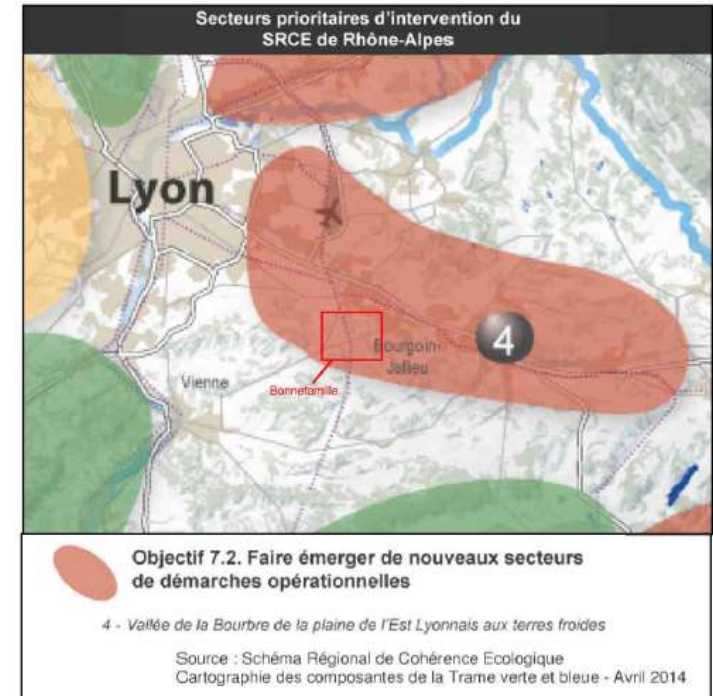 Secteurs prioritaires d'intervention du
SRCE de Rhône-Alpes
Lyon
4
Bourgoin-
Jallieu
Vienne
Bonnefamille
Objectif 7.2. Faire émerger de nouveaux secteurs
de démarches opérationnelles
4 - Vallée de la Bourbre de la plaine de l'Est Lyonnais aux terres froides
Source : Schéma Régional de Cohérence Ecologique
Cartographie des composantes de la Trame verte et bleue - Avril 2014